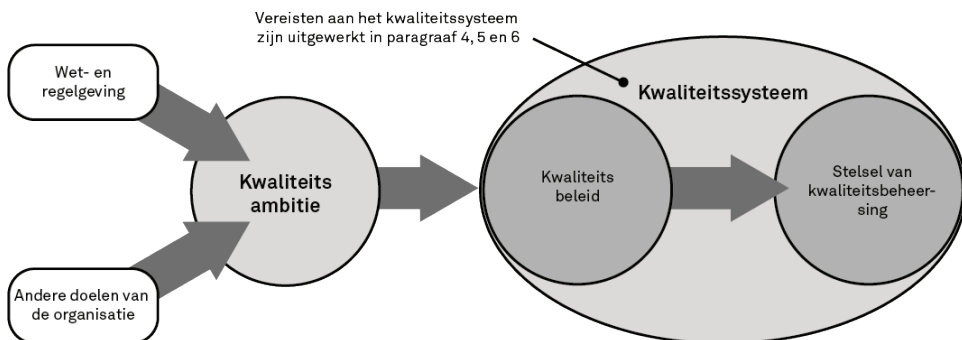 Vereisten aan het kwaliteitssysteem
zijn uitgewerkt in paragraaf 4, 5 en 6
Wet- en
regelgeving
Kwaliteitssysteem
Kwaliteits
ambitie
Kwaliteits
beleid
Stelsel van
kwaliteitsbeheer-
sing
Andere doelen van
de organisatie